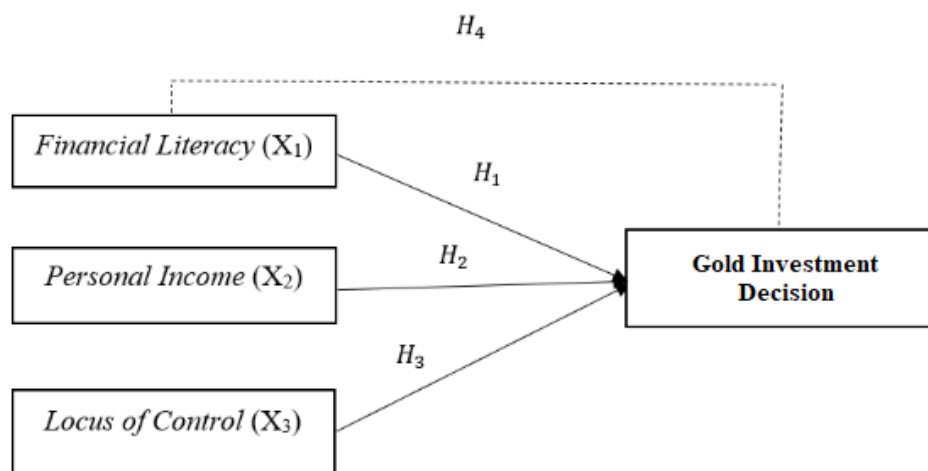 H₄
Financial Literacy (X₁)
H₁
Personal Income (X₂)
H₂
Gold Investment
Decision
H₃
Locus of Control (X₃)